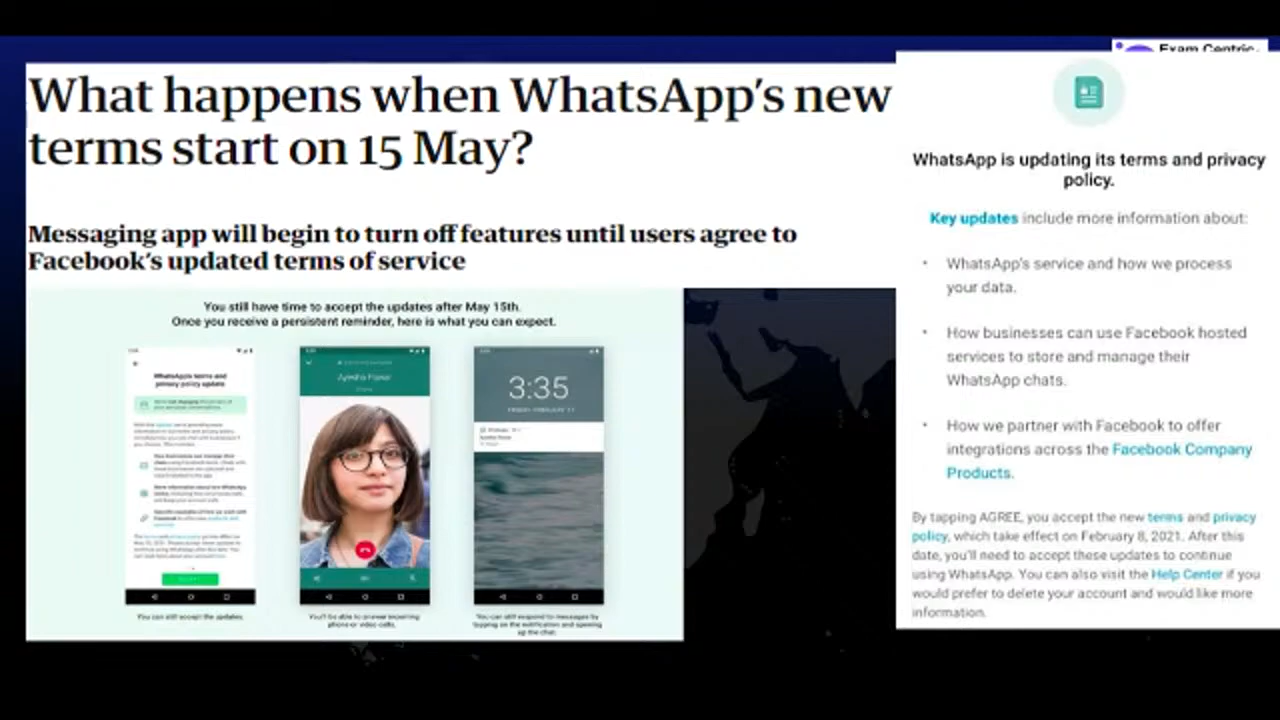 Exam Centric
What happens when WhatsApp's new
terms start on 15 May?
Messaging app will begin to turn off features until users agree to
Facebook's updated terms of service
You still have time to accept the updates after May 15th.
Once you receive a persistent reminder, here is what you can expect.
WhatsApp's terms and
privacy policy update
3:35
FRIDAY, FEBRUARY
You can still accept the updates.
You'll be able to answer incoming
phone or video calls.
You can still respond to messages by
tapping on the notification and opening
up the chat.
WhatsApp is updating its terms and privacy
policy.
Key updates include more information about:
• WhatsApp's service and how we process
your data.
• How businesses can use Facebook hosted
services to store and manage their
WhatsApp chats.
• How we partner with Facebook to offer
integrations across the Facebook Company
Products.
By tapping AGREE, you accept the new terms and privacy
policy, which take effect on February 8, 2021. After this
date, you'll need to accept these updates to continue
using WhatsApp. You can also visit the Help Center if you
would prefer to delete your account and would like more
information.